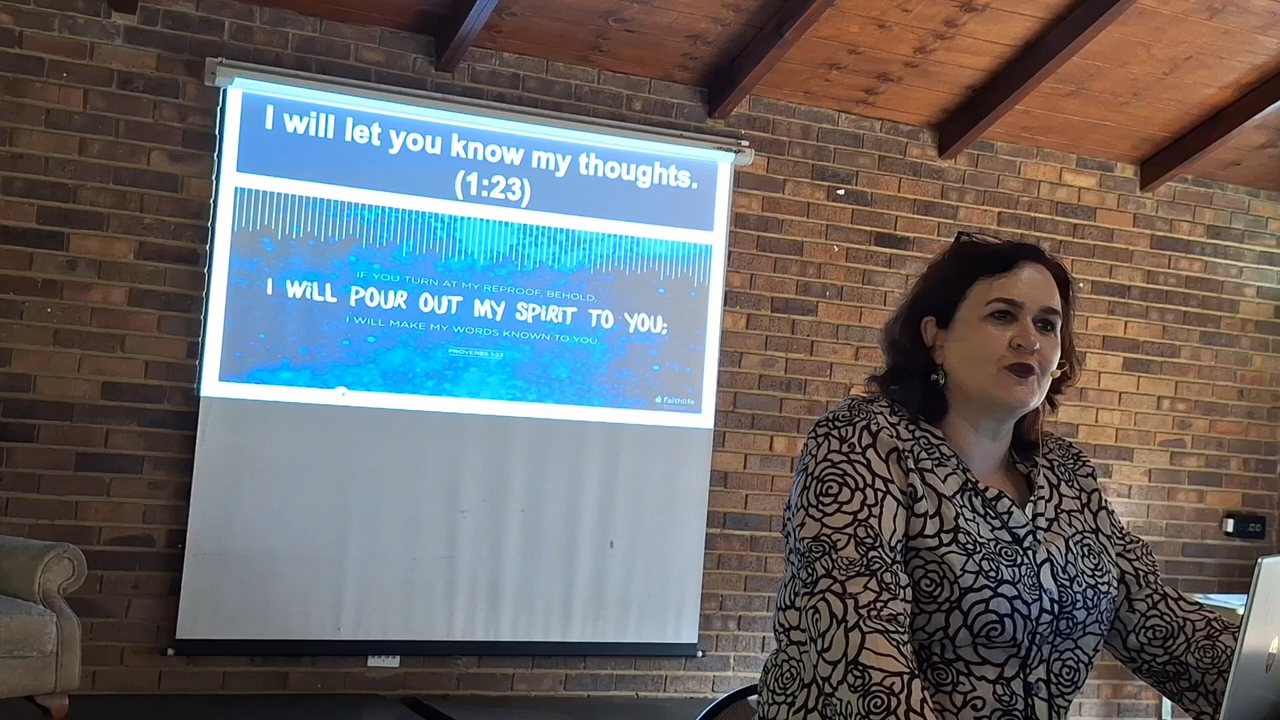 I will let you know my thoughts.
(1:23)
IF YOU TURN AT MY REPROOF, BEHOLD,
I WiLL POUR OUT MY SPiRiT TO YOU;
I WILL MAKE MY WORDS KNOWN TO YOU.
PROVERBS 1:23
Faithlife